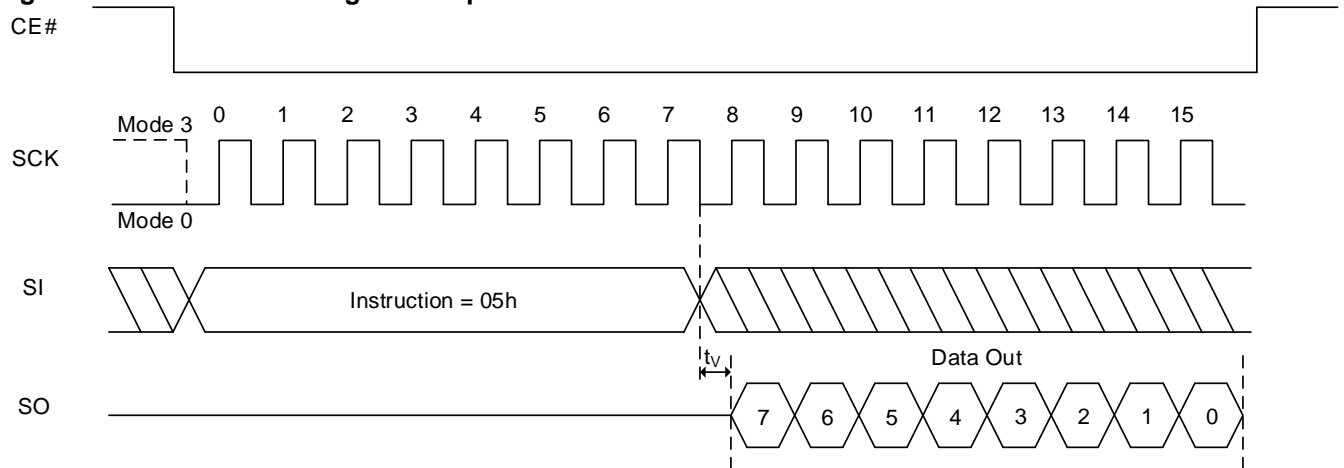 CE#
0 1 2 3 4 5 6 7 8 9 10 11 12 13 14 15
Mode 3
SCK
Mode 0
SI
Instruction = 05h
tV
Data Out
SO
7 6 5 4 3 2 1 0